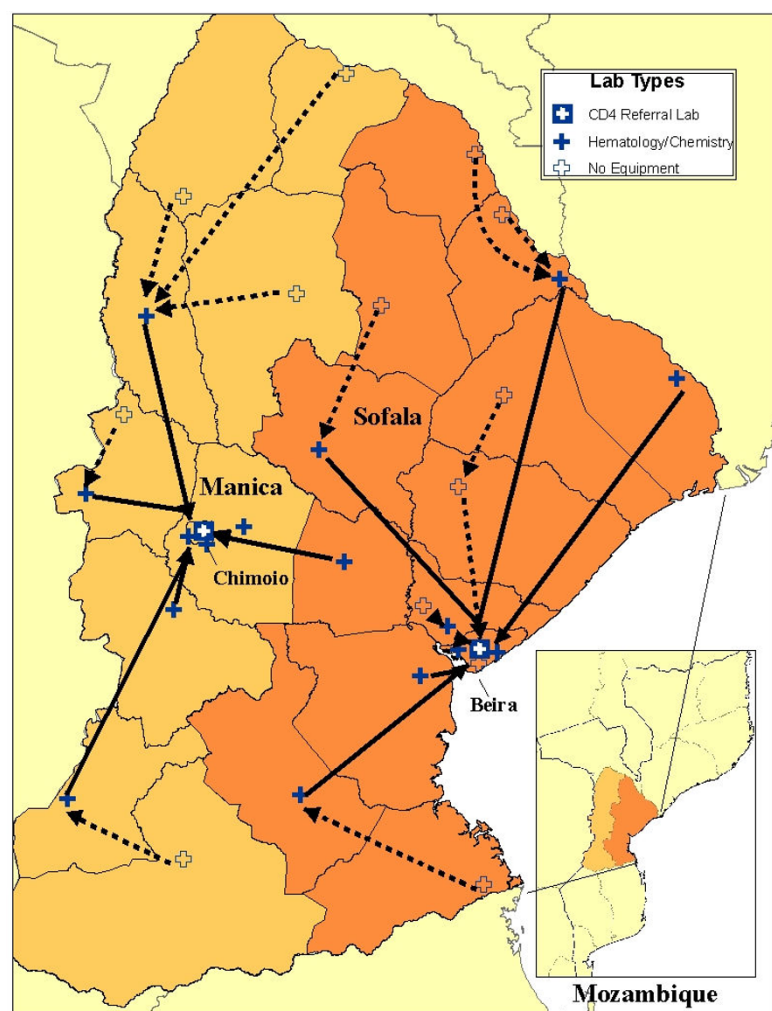 Lab Types
CD4 Referral Lab
Hematology/Chemistry
No Equipment
Sofala
Manica
Chimoio
Beira
Mozambique